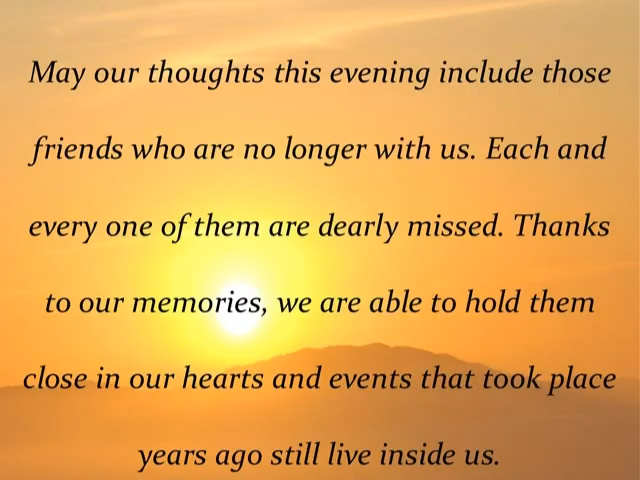 May our thoughts this evening include those
friends who are no longer with us. Each and
every one of them are dearly missed. Thanks
to our memories, we are able to hold them
close in our hearts and events that took place
years ago still live inside us.